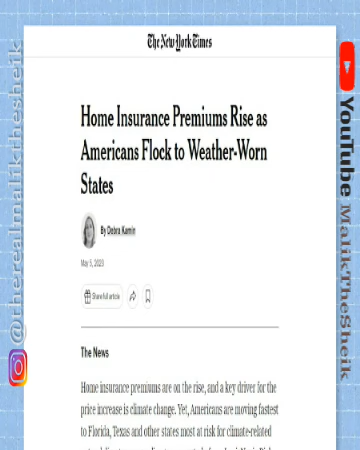 The New York Times
Home Insurance Premiums Rise as
Americans Flock to Weather-Worn
States
By Debra Kamin
May 5, 2023
Share full article
The News
Home insurance premiums are on the rise, and a key driver for the
price increase is climate change. Yet, Americans are moving fastest
to Florida, Texas and other states most at risk for climate-related
@therealmalikthesheik
YouTube MalikTheSheik